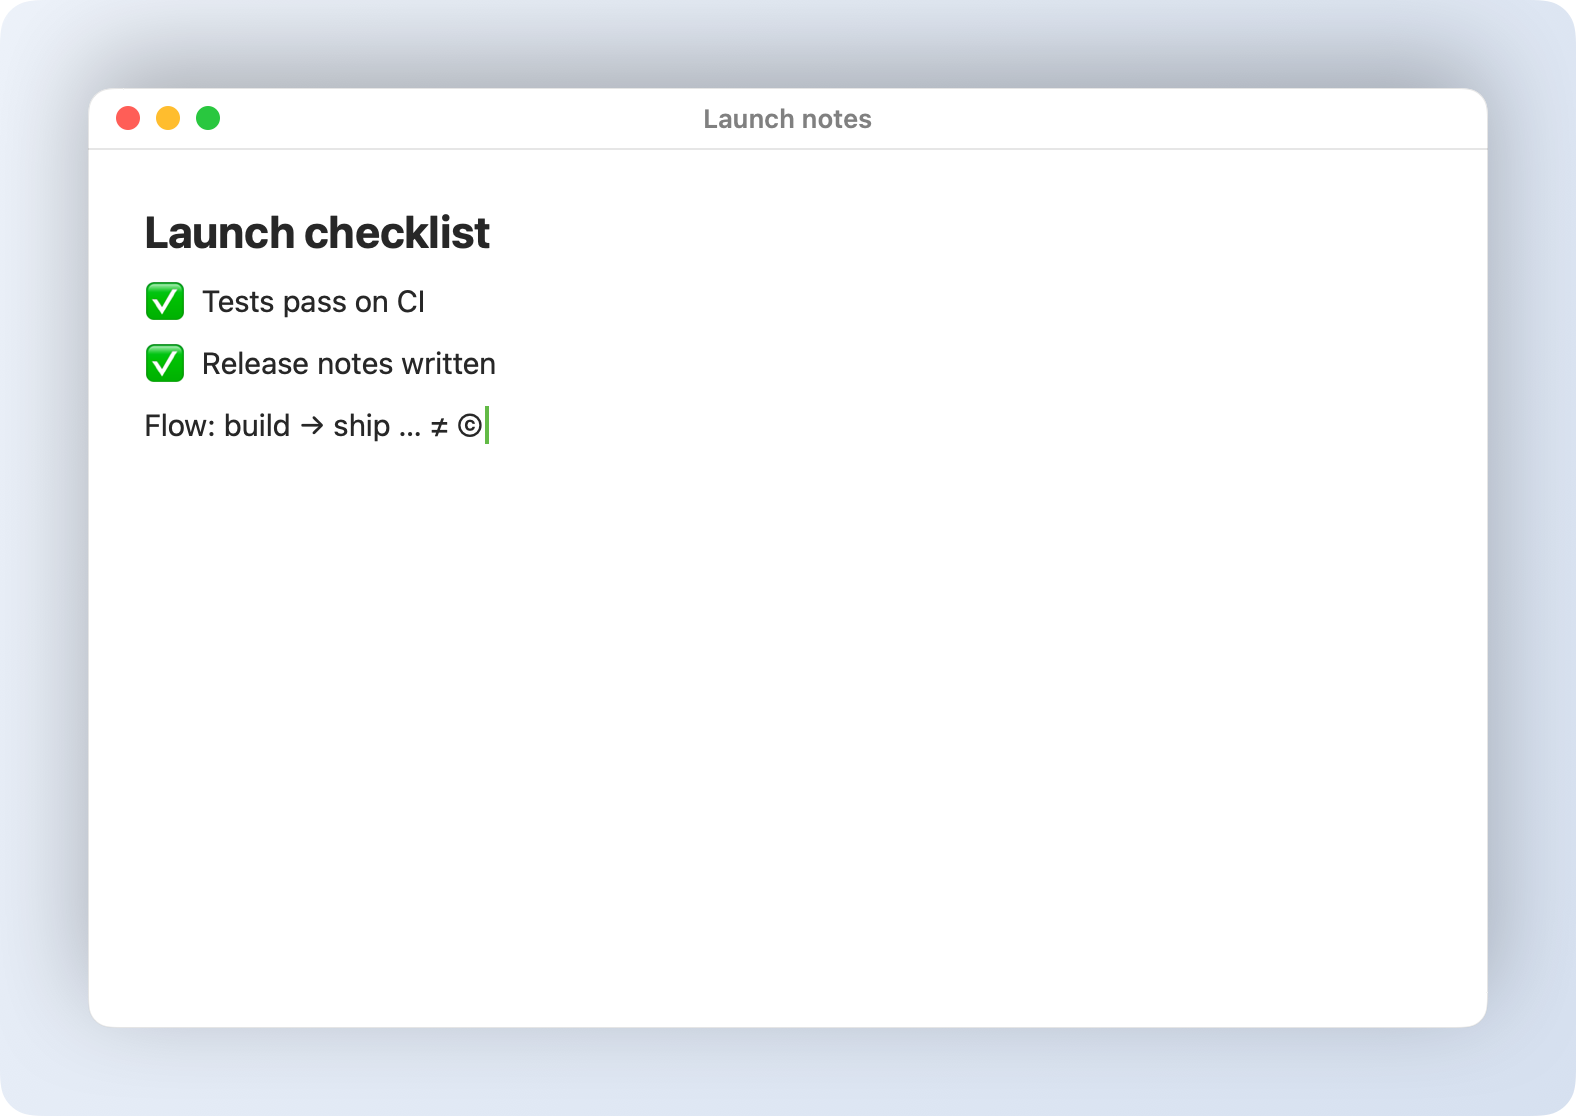 Launch notes
Launch checklist
✅ Tests pass on CI
✅ Release notes written
Flow: build → ship … ≠ ©